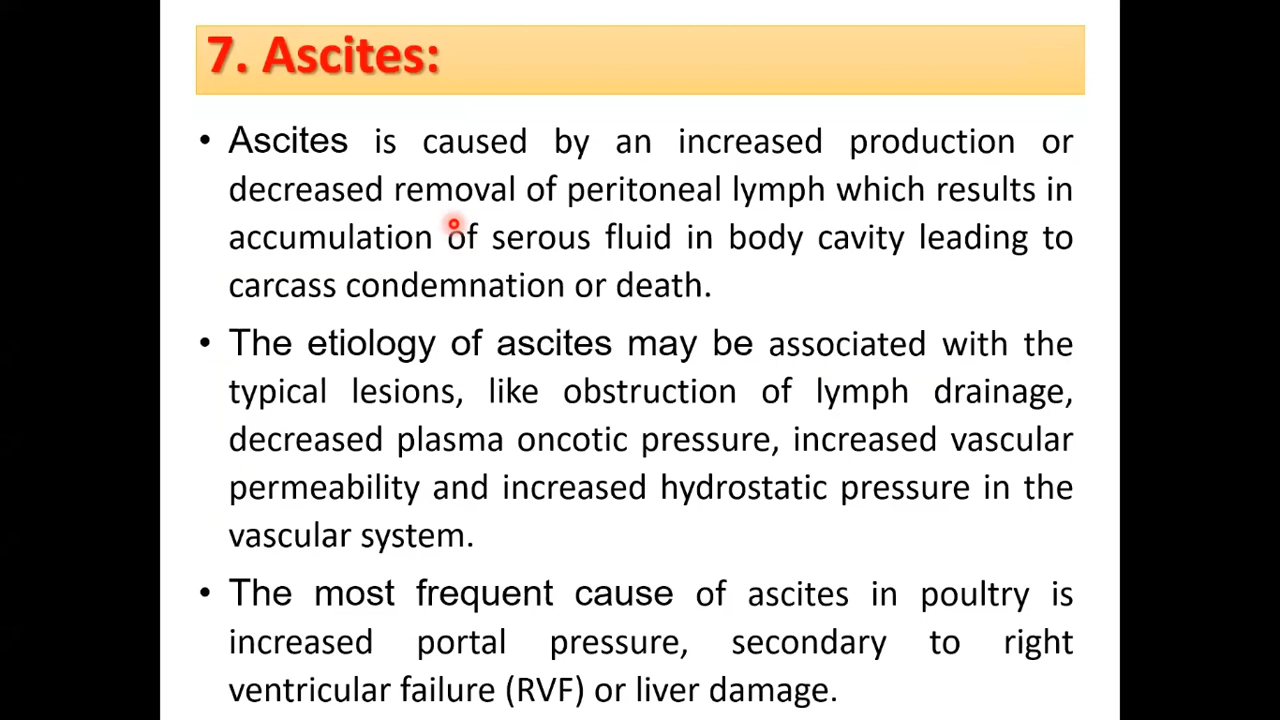 7. Ascites:
• Ascites is caused by an increased production or
decreased removal of peritoneal lymph which results in
accumulation of serous fluid in body cavity leading to
carcass condemnation or death.
• The etiology of ascites may be associated with the
typical lesions, like obstruction of lymph drainage,
decreased plasma oncotic pressure, increased vascular
permeability and increased hydrostatic pressure in the
vascular system.
• The most frequent cause of ascites in poultry is
increased portal pressure, secondary to right
ventricular failure (RVF) or liver damage.